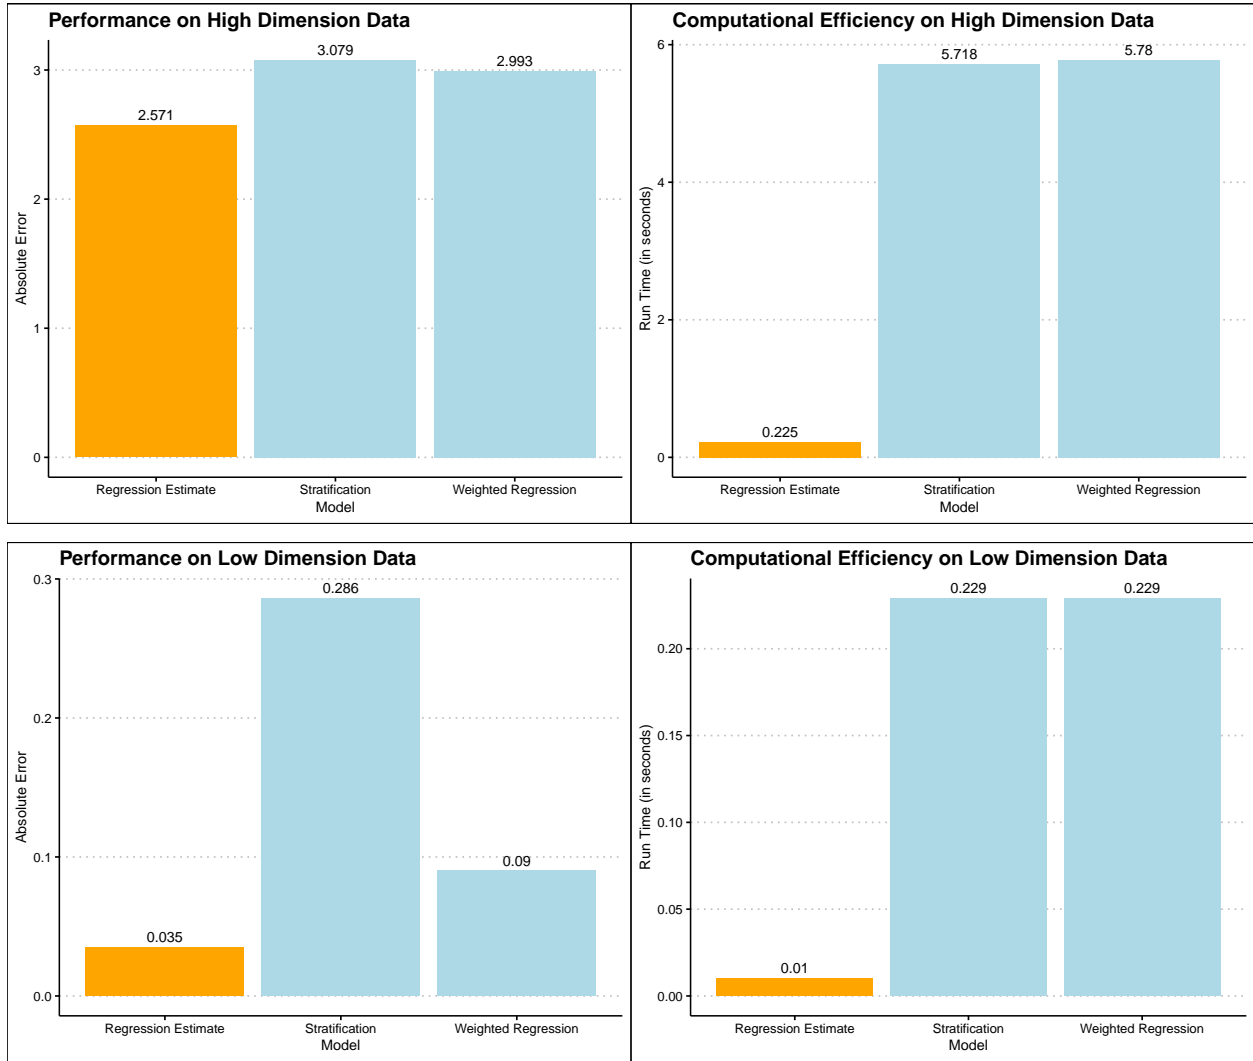 Performance on High Dimension Data
3.079
2.993
2.571
3
2
1
0
Absolute Error
Regression Estimate Stratification Weighted Regression
Model
Computational Efficiency on High Dimension Data
5.718
5.78
0.225
6
4
2
0
Run Time (in seconds)
Regression Estimate Stratification Weighted Regression
Model
Performance on Low Dimension Data
0.286
0.09
0.035
0.3
0.2
0.1
0.0
Absolute Error
Regression Estimate Stratification Weighted Regression
Model
Computational Efficiency on Low Dimension Data
0.229 0.229
0.01
0.20
0.15
0.10
0.05
0.00
Run Time (in seconds)
Regression Estimate Stratification Weighted Regression
Model